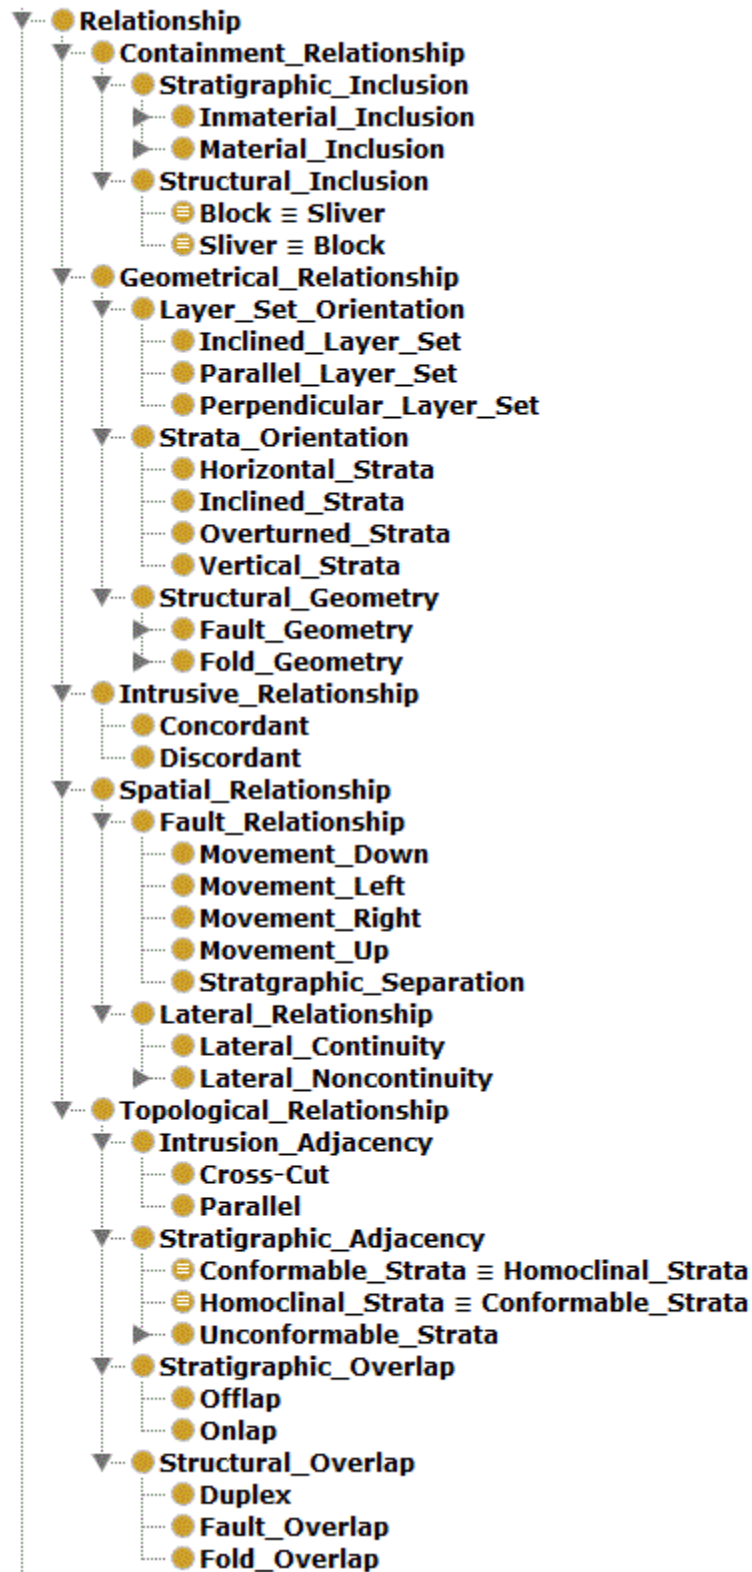 Relationship
Containment_Relationship
Stratigraphic_Inclusion
Inmaterial_Inclusion
Material_Inclusion
Structural_Inclusion
Block ≡ Sliver
Sliver ≡ Block
Geometrical_Relationship
Layer_Set_Orientation
Inclined_Layer_Set
Parallel_Layer_Set
Perpendicular_Layer_Set
Strata_Orientation
Horizontal_Strata
Inclined_Strata
Overturned_Strata
Vertical_Strata
Structural_Geometry
Fault_Geometry
Fold_Geometry
Intrusive_Relationship
Concordant
Discordant
Spatial_Relationship
Fault_Relationship
Movement_Down
Movement_Left
Movement_Right
Movement_Up
Stratgraphic_Separation
Lateral_Relationship
Lateral_Continuity
Lateral_Noncontinuity
Topological_Relationship
Intrusion_Adjacency
Cross-Cut
Parallel
Stratigraphic_Adjacency
Conformable_Strata ≡ Homoclinal_Strata
Homoclinal_Strata ≡ Conformable_Strata
Unconformable_Strata
Stratigraphic_Overlap
Offlap
Onlap
Structural_Overlap
Duplex
Fault_Overlap
Fold_Overlap